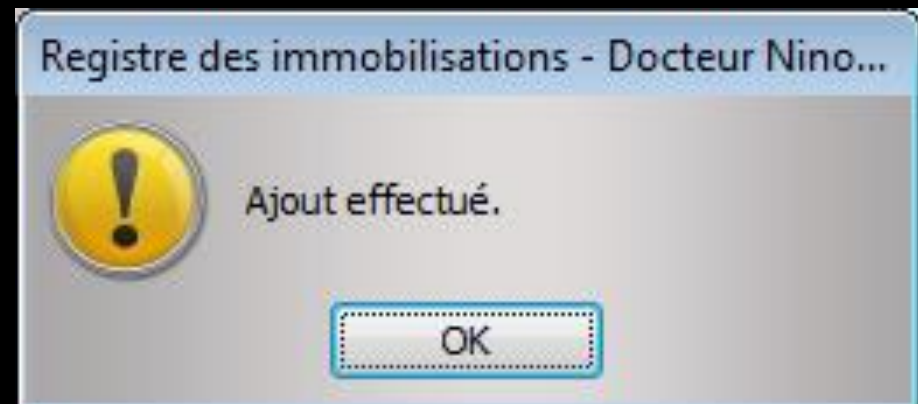 Registre des immobilisations - Docteur Nino...
Ajout effectué.
OK